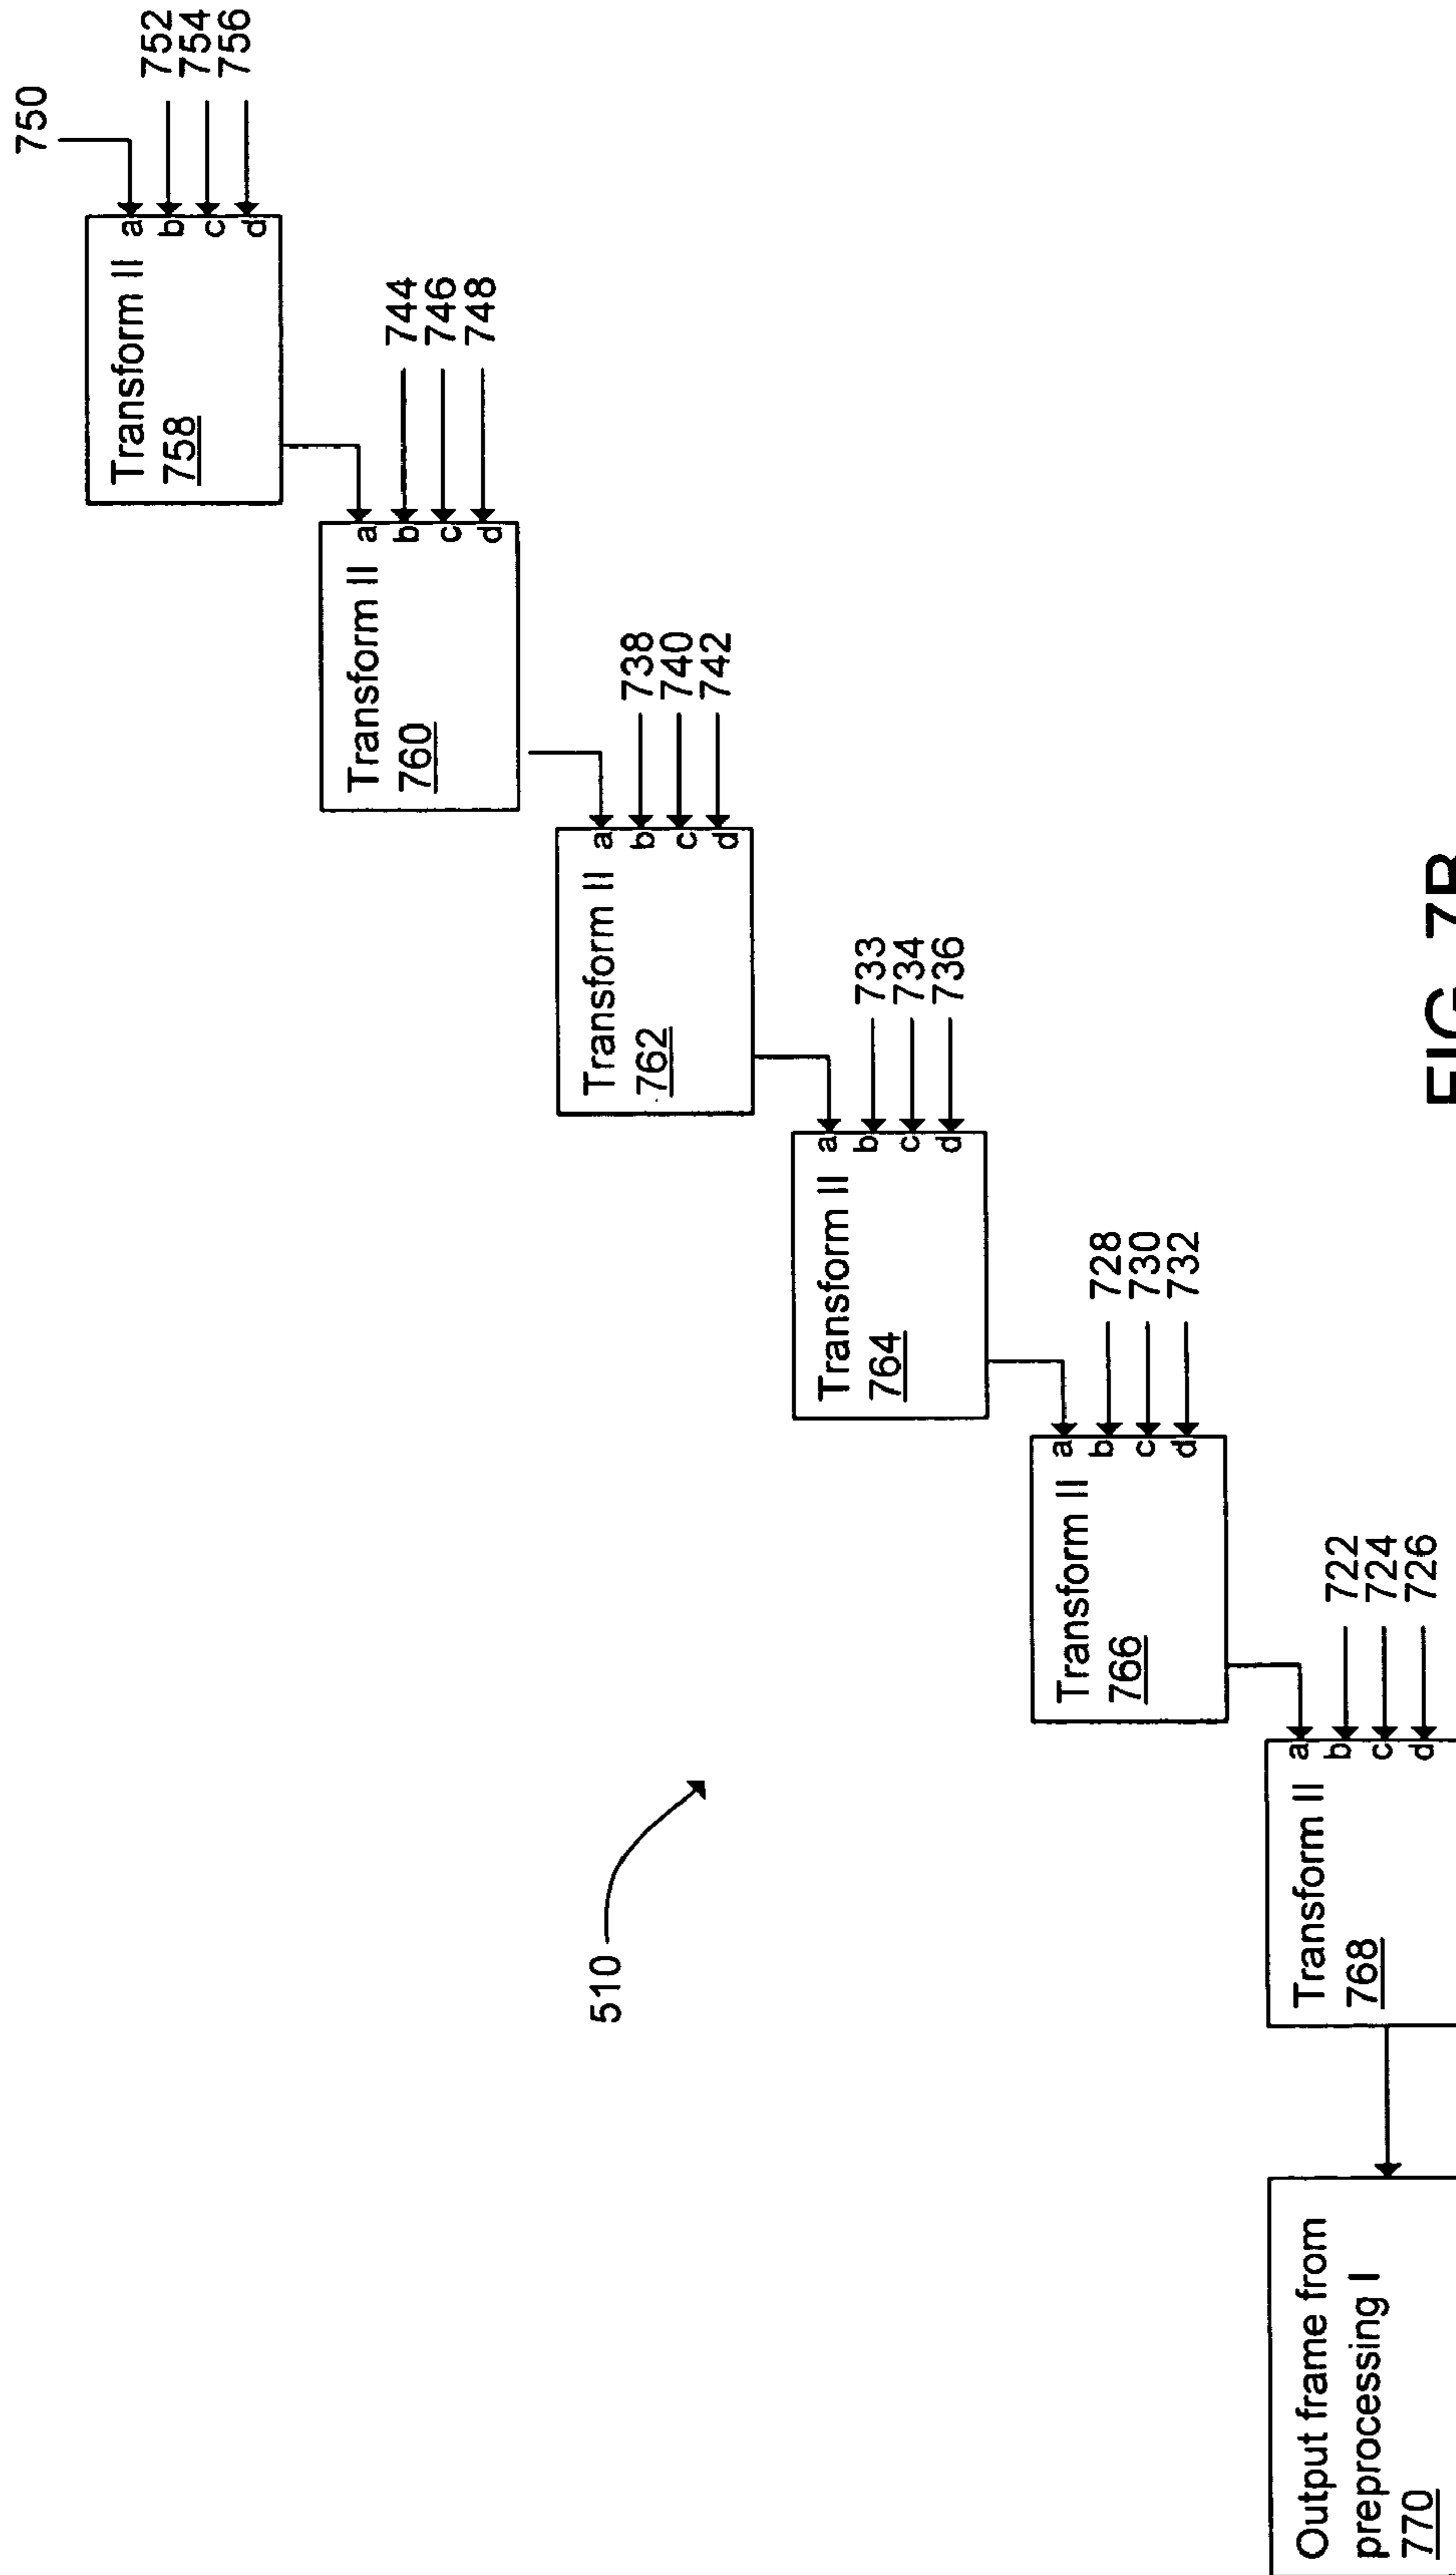 750
a
Transform II
758
b
752
c
754
d
756
a
Transform II
760
b
744
c
746
d
748
510
a
Transform II
762
b
738
c
740
d
742
a
Transform II
764
b
733
c
734
d
736
a
Transform II
766
b
728
c
730
d
732
a
Transform II
768
b
722
c
724
d
726
Output frame from
preprocessing I
770
FIG. 7B